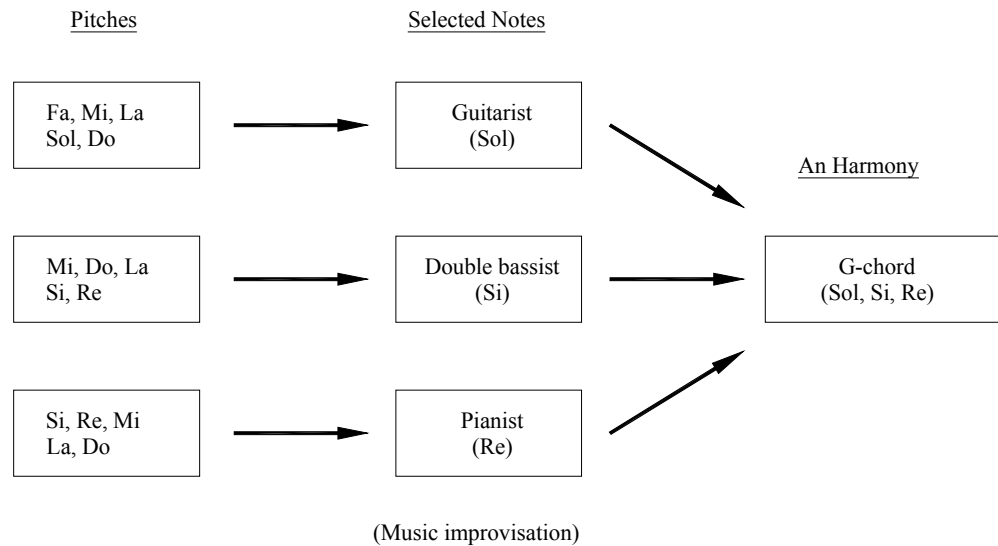 Pitches
Selected Notes
Fa, Mi, La
Sol, Do
Guitarist
(Sol)
An Harmony
Mi, Do, La
Si, Re
Double bassist
(Si)
G-chord
(Sol, Si, Re)
Si, Re, Mi
La, Do
Pianist
(Re)
(Music improvisation)